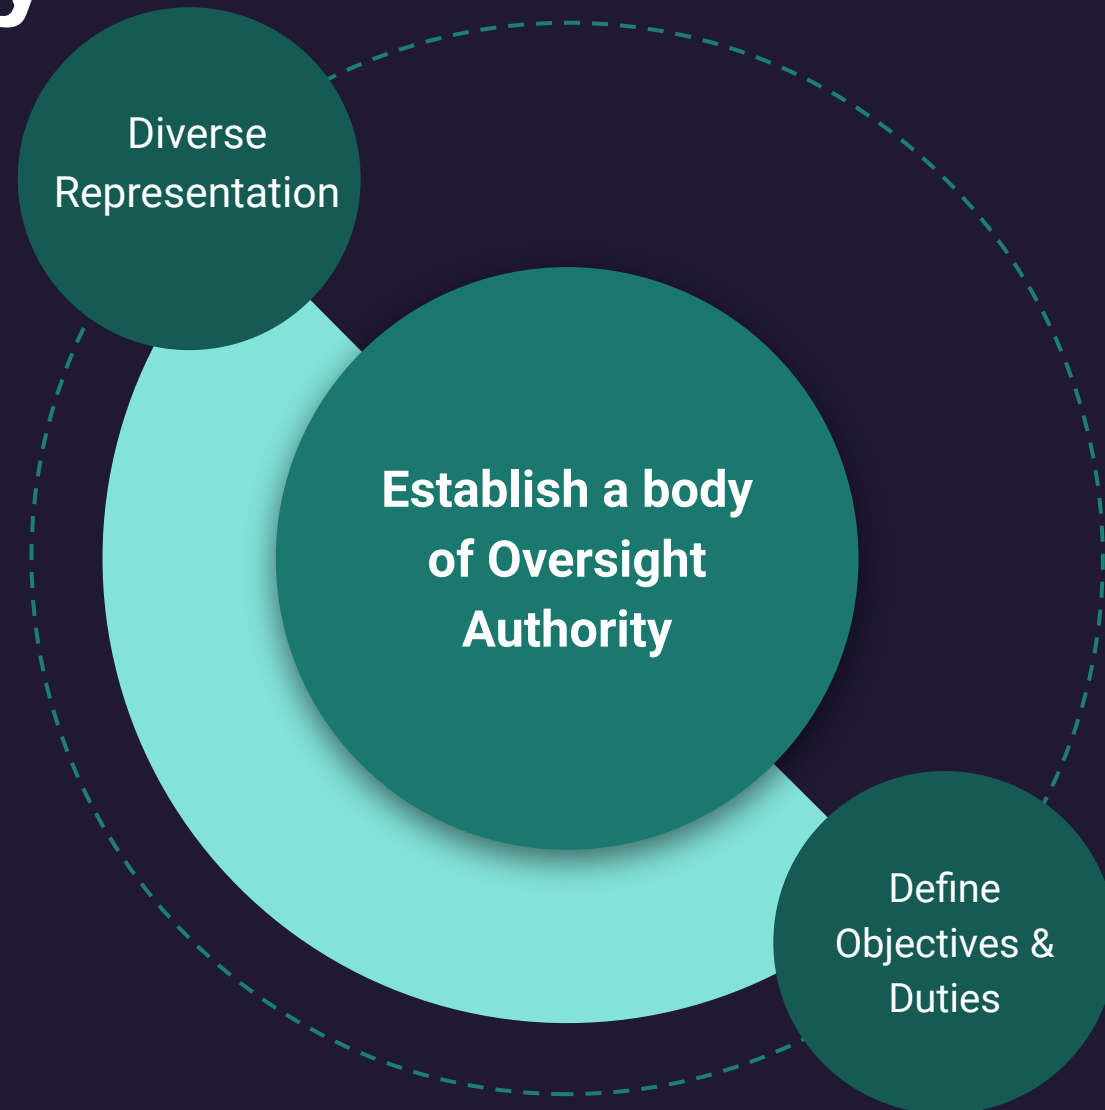 Diverse
Representation
Establish a body
of Oversight
Authority
Define
Objectives &
Duties